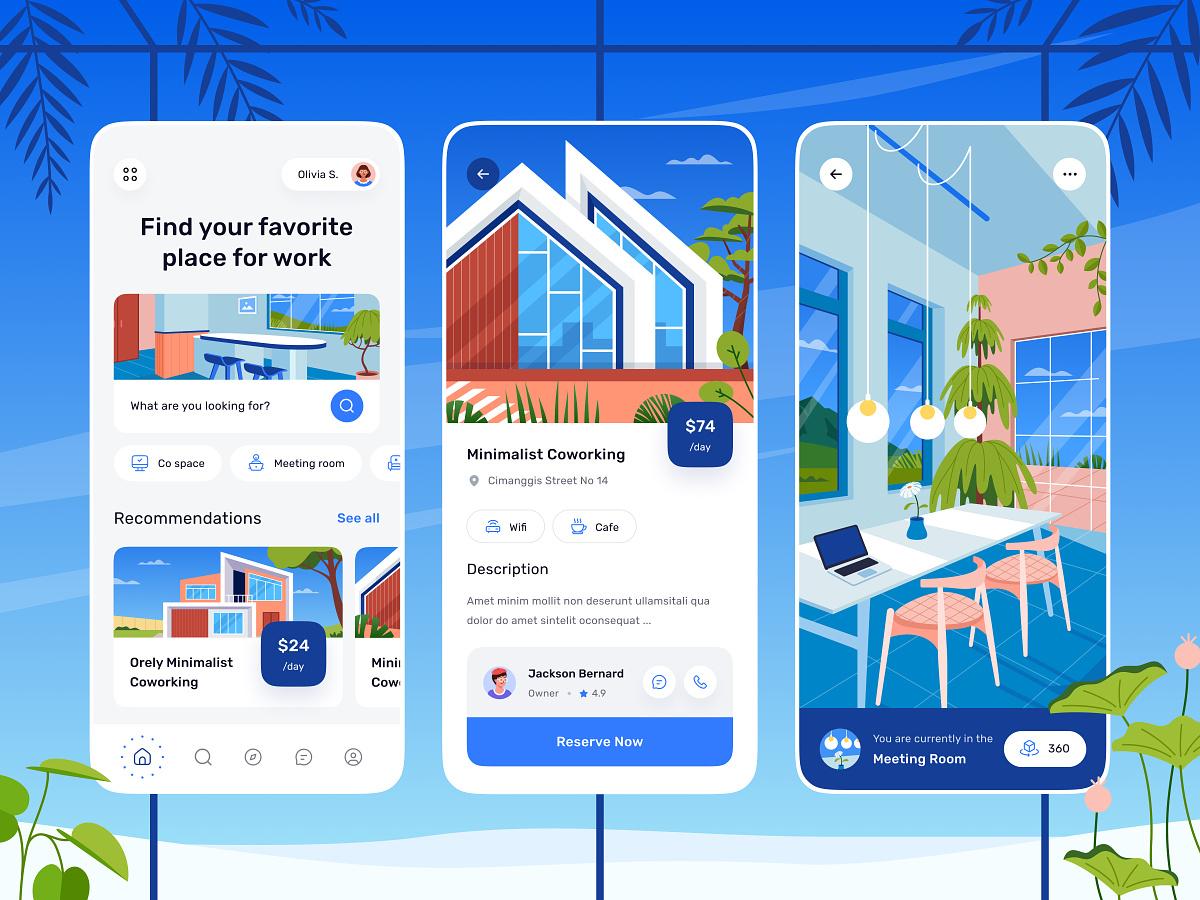 Olivia S.
Find your favorite
place for work
What are you looking for?
Co space
Meeting room
Recommendations
See all
$24
/day
Orely Minimalist
Coworking
$74
/day
Minimalist Coworking
Cimanggis Street No 14
Wifi
Cafe
Description
Amet minim mollit non deserunt ullamsitali qua
dolor do amet sintelit oconsequat ...
Jackson Bernard
Owner • 4.9
Reserve Now
You are currently in the
Meeting Room
360